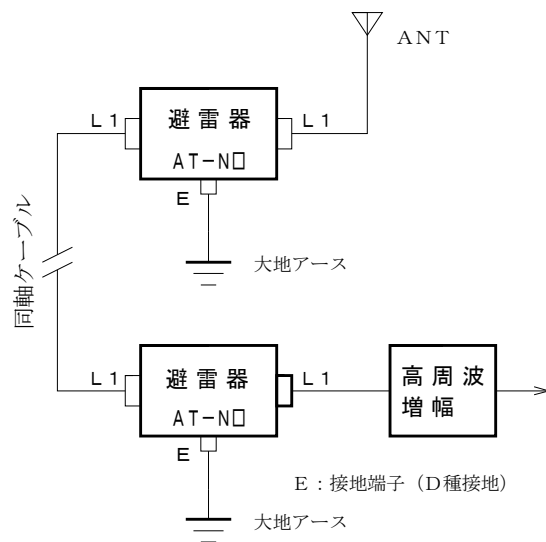 ANT
L1
避雷器
AT-N□
L1
E
大地アース
同軸ケーブル
L1
避雷器
AT-N□
L1
高周波
増幅
E
E：接地端子（D種接地）
大地アース